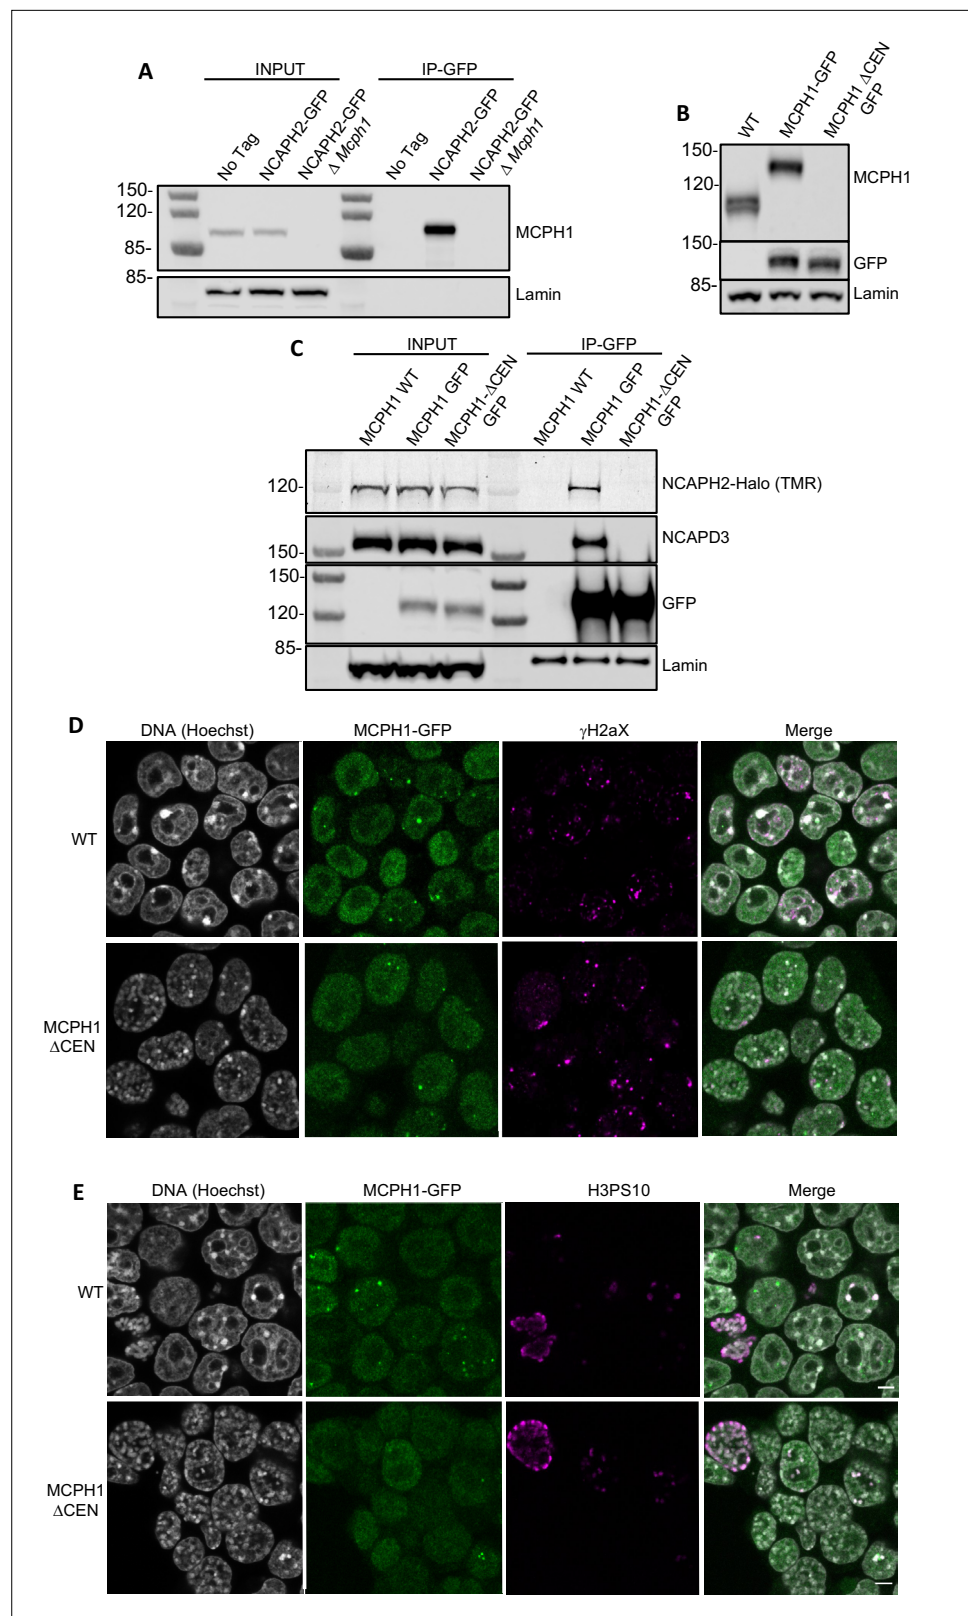 A
INPUT
IP-GFP
No Tag
NCAPH2-GFP
NCAPH2-GFP
Δ Mcph1
No Tag
NCAPH2-GFP
NCAPH2-GFP
Δ Mcph1
150-
120-
85-
MCPH1
85-
Lamin
B
WT
MCPH1-GFP
MCPH1 ΔCEN
GFP
150-
120-
MCPH1
150-
GFP
85-
Lamin
C
INPUT
IP-GFP
MCPH1 WT
MCPH1 GFP
MCPH1-ΔCEN
GFP
MCPH1 WT
MCPH1 GFP
MCPH1-ΔCEN
GFP
120-
NCAPH2-Halo (TMR)
150-
NCAPD3
150-
120-
GFP
85-
Lamin
D
DNA (Hoechst)
MCPH1-GFP
γH2aX
Merge
WT
MCPH1
ΔCEN
E
DNA (Hoechst)
MCPH1-GFP
H3PS10
Merge
WT
MCPH1
ΔCEN